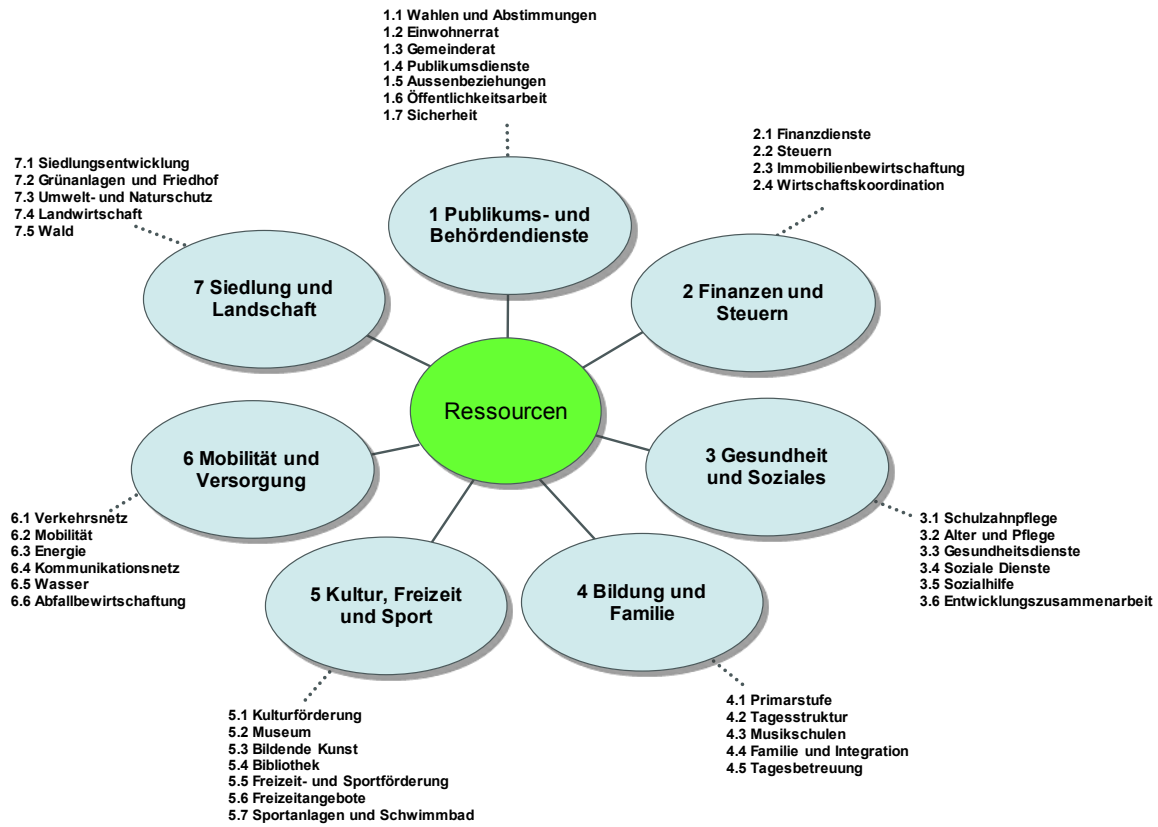 1.1 Wahlen und Abstimmungen
1.2 Einwohnerrat
1.3 Gemeinderat
1.4 Publikumsdienste
1.5 Aussenbeziehungen
1.6 Öffentlichkeitsarbeit
1.7 Sicherheit
1 Publikums- und
Behördendienste
2.1 Finanzdienste
2.2 Steuern
2.3 Immobilienbewirtschaftung
2.4 Wirtschaftskoordination
2 Finanzen und
Steuern
3 Gesundheit
und Soziales
3.1 Schulzahnpflege
3.2 Alter und Pflege
3.3 Gesundheitsdienste
3.4 Soziale Dienste
3.5 Sozialhilfe
3.6 Entwicklungszusammenarbeit
4 Bildung und
Familie
4.1 Primarstufe
4.2 Tagesstruktur
4.3 Musikschulen
4.4 Familie und Integration
4.5 Tagesbetreuung
5 Kultur, Freizeit
und Sport
5.1 Kulturförderung
5.2 Museum
5.3 Bildende Kunst
5.4 Bibliothek
5.5 Freizeit- und Sportförderung
5.6 Freizeitangebote
5.7 Sportanlagen und Schwimmbad
6 Mobilität und
Versorgung
6.1 Verkehrsnetz
6.2 Mobilität
6.3 Energie
6.4 Kommunikationsnetz
6.5 Wasser
6.6 Abfallbewirtschaftung
7.1 Siedlungsentwicklung
7.2 Grünanlagen und Friedhof
7.3 Umwelt- und Naturschutz
7.4 Landwirtschaft
7.5 Wald
7 Siedlung und
Landschaft
Ressourcen